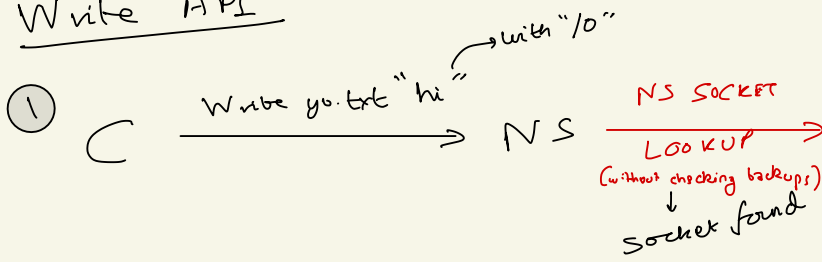 Write API
with "/0"
① C Write yo.txt "hi" NS NS SOCKET
LOOKUP
(without checking backups)
socket found